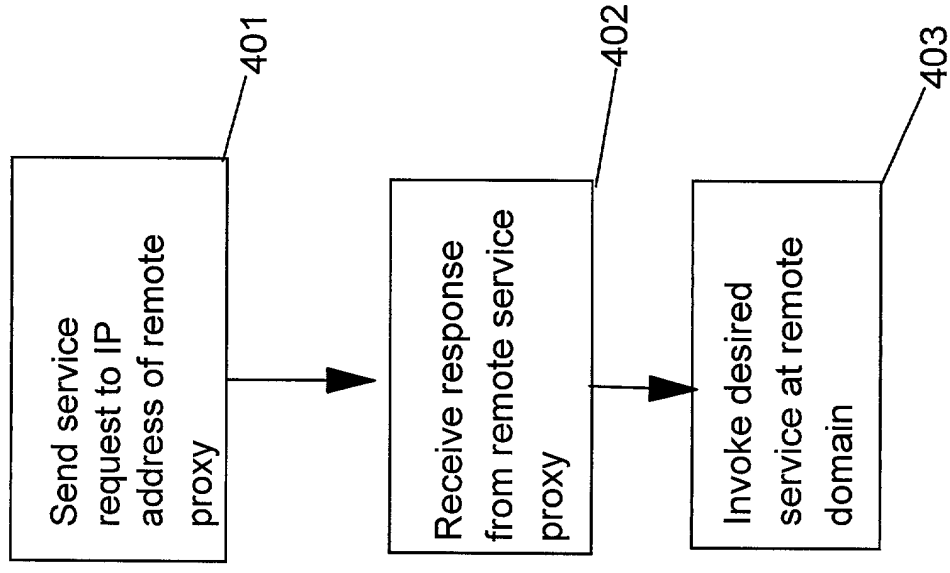 Send service
request to IP
address of remote
proxy
401
Receive response
from remote service
proxy
402
Invoke desired
service at remote
domain
403